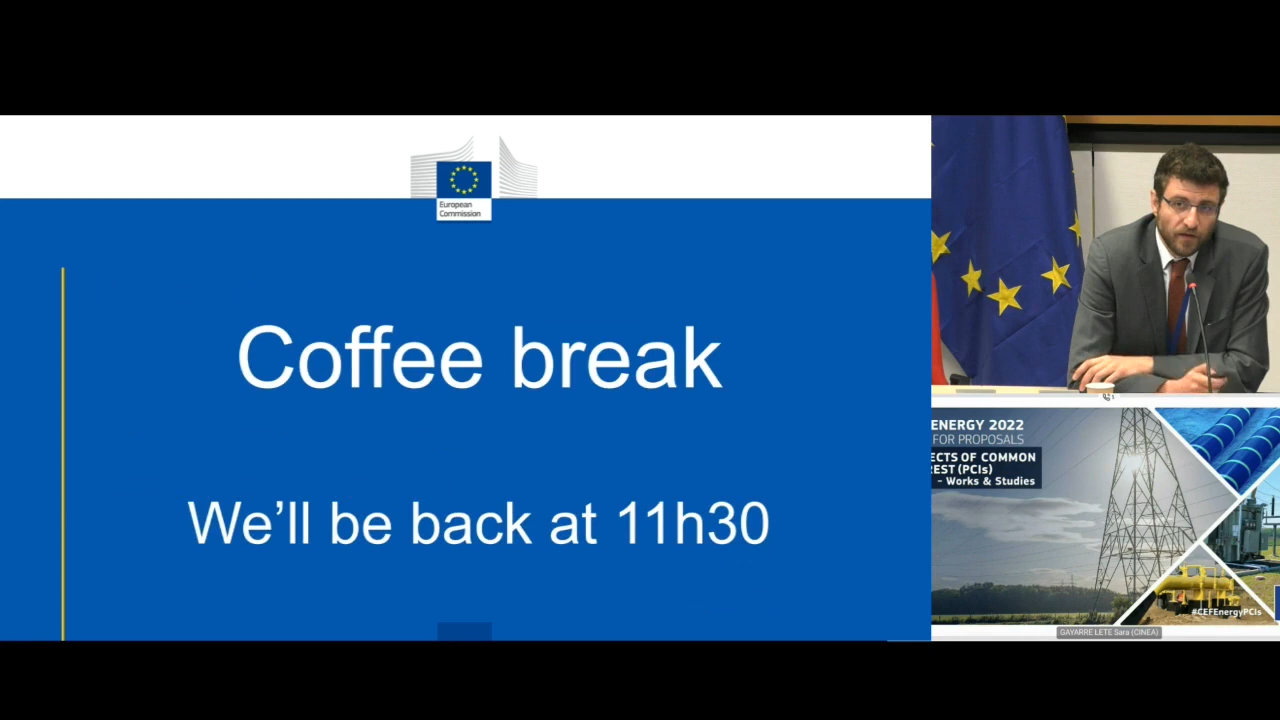 European
Commission
Coffee break
We’ll be back at 11h30
ENERGY 2022
FOR PROPOSALS
ECTS OF COMMON
REST (PCIs)
- Works & Studies
#CEFEnergyPCIs
GAYARRE LETE Sara (CINEA)